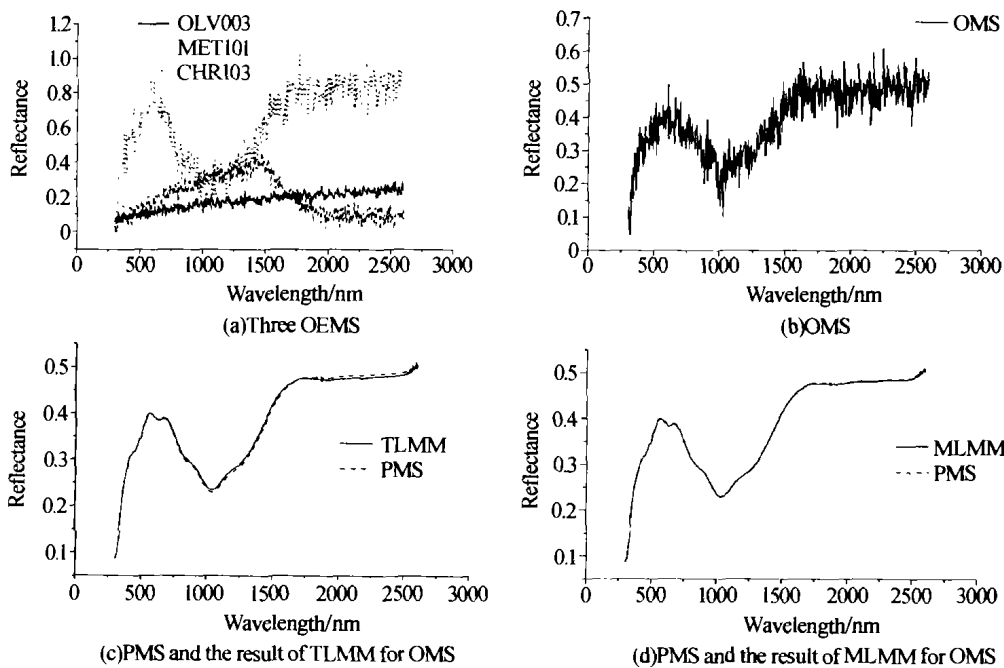 1.2
1.0
0.8
0.6
0.4
0.2
0
Reflectance
OLV003
MET101
CHR103
0 500 1000 1500 2000 2500 3000
Wavelength/nm
(a)Three OEMS
0.7
0.6
0.5
0.4
0.3
0.2
0.1
0
Reflectance
OMS
0 500 1000 1500 2000 2500 3000
Wavelength/nm
(b)OMS
0.5
0.4
0.3
0.2
0.1
Reflectance
TLMM
PMS
0 500 1000 1500 2000 2500 3000
Wavelength/nm
(c)PMS and the result of TLMM for OMS
0.5
0.4
0.3
0.2
0.1
Reflectance
MLMM
PMS
0 500 1000 1500 2000 2500 3000
Wavelength/nm
(d)PMS and the result of MLMM for OMS